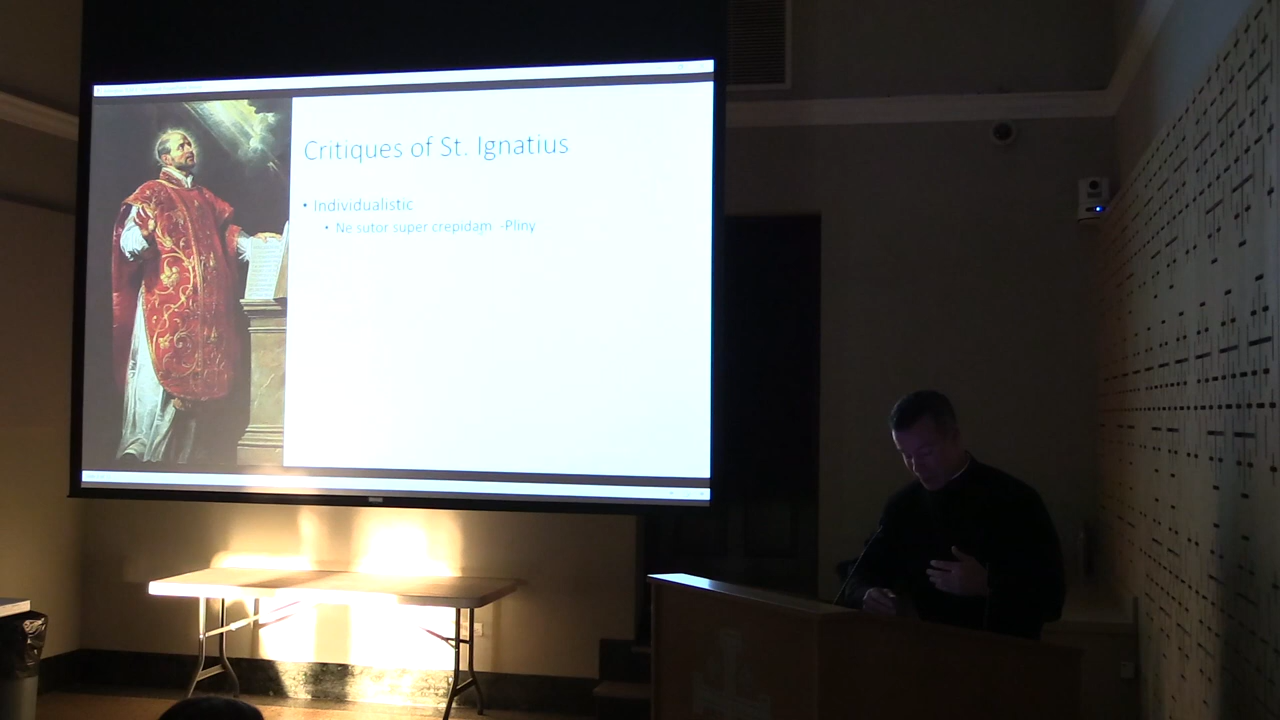 Critiques of St. Ignatius
• Individualistic
• Ne sutor super crepidam -Pliny